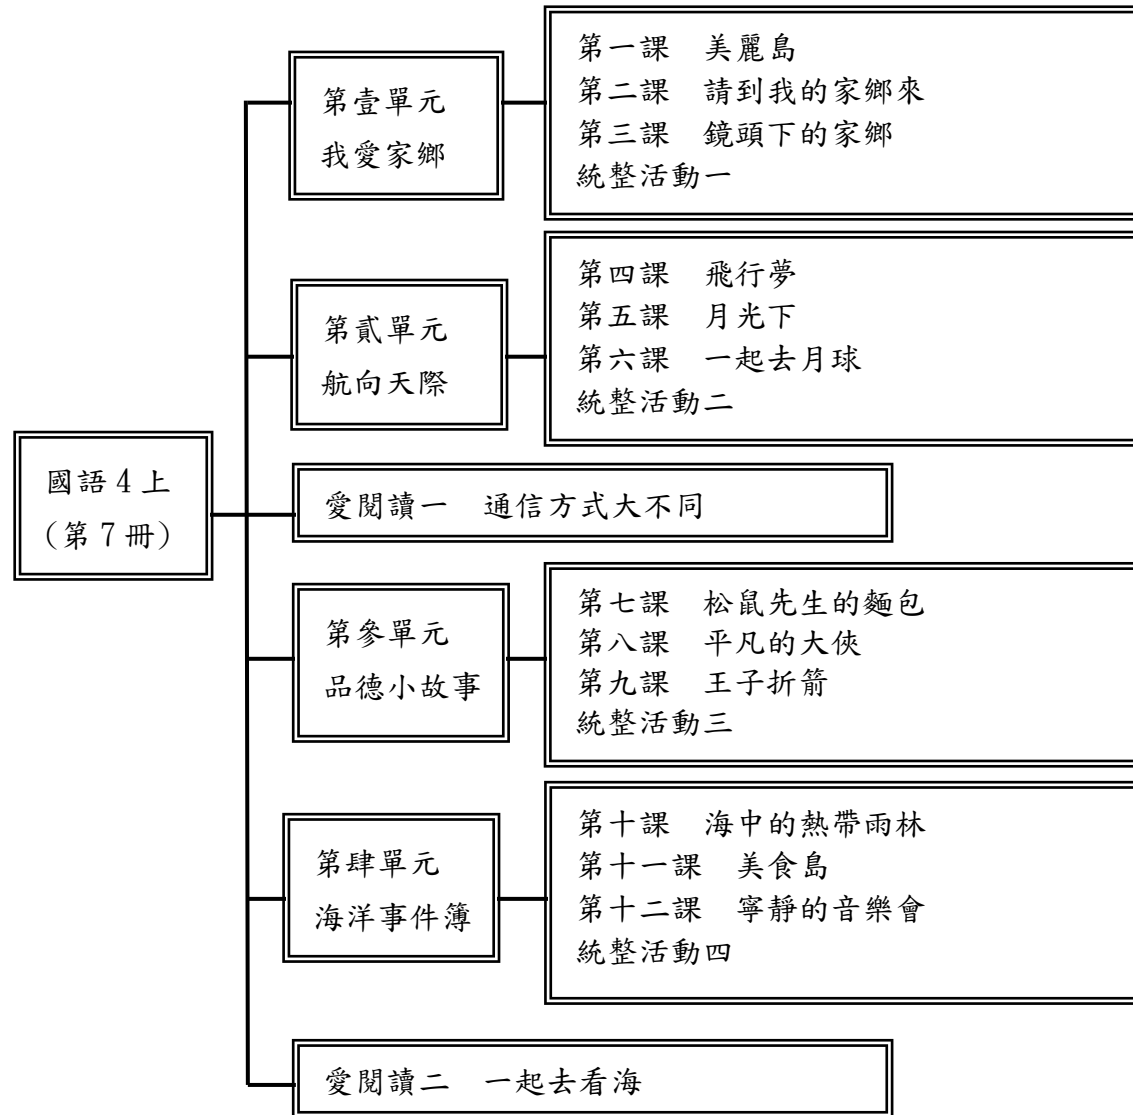 國語4上
（第7冊）
第壹單元
我愛家鄉
第一課　美麗島
第二課　請到我的家鄉來
第三課　鏡頭下的家鄉
統整活動一
第貳單元
航向天際
第四課　飛行夢
第五課　月光下
第六課　一起去月球
統整活動二
愛閱讀一　通信方式大不同
第參單元
品德小故事
第七課　松鼠先生的麵包
第八課　平凡的大俠
第九課　王子折箭
統整活動三
第肆單元
海洋事件簿
第十課　海中的熱帶雨林
第十一課　美食島
第十二課　寧靜的音樂會
統整活動四
愛閱讀二　一起去看海